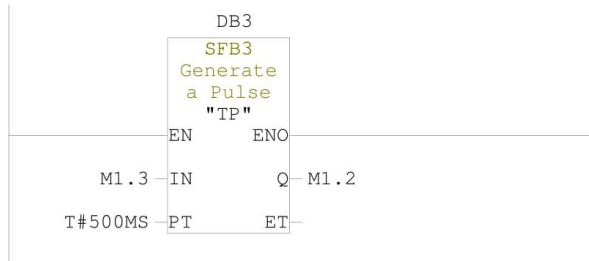 DB3
SFB3
Generate
a Pulse
"TP"
EN ENO
M1.3 IN Q M1.2
T#500MS PT ET